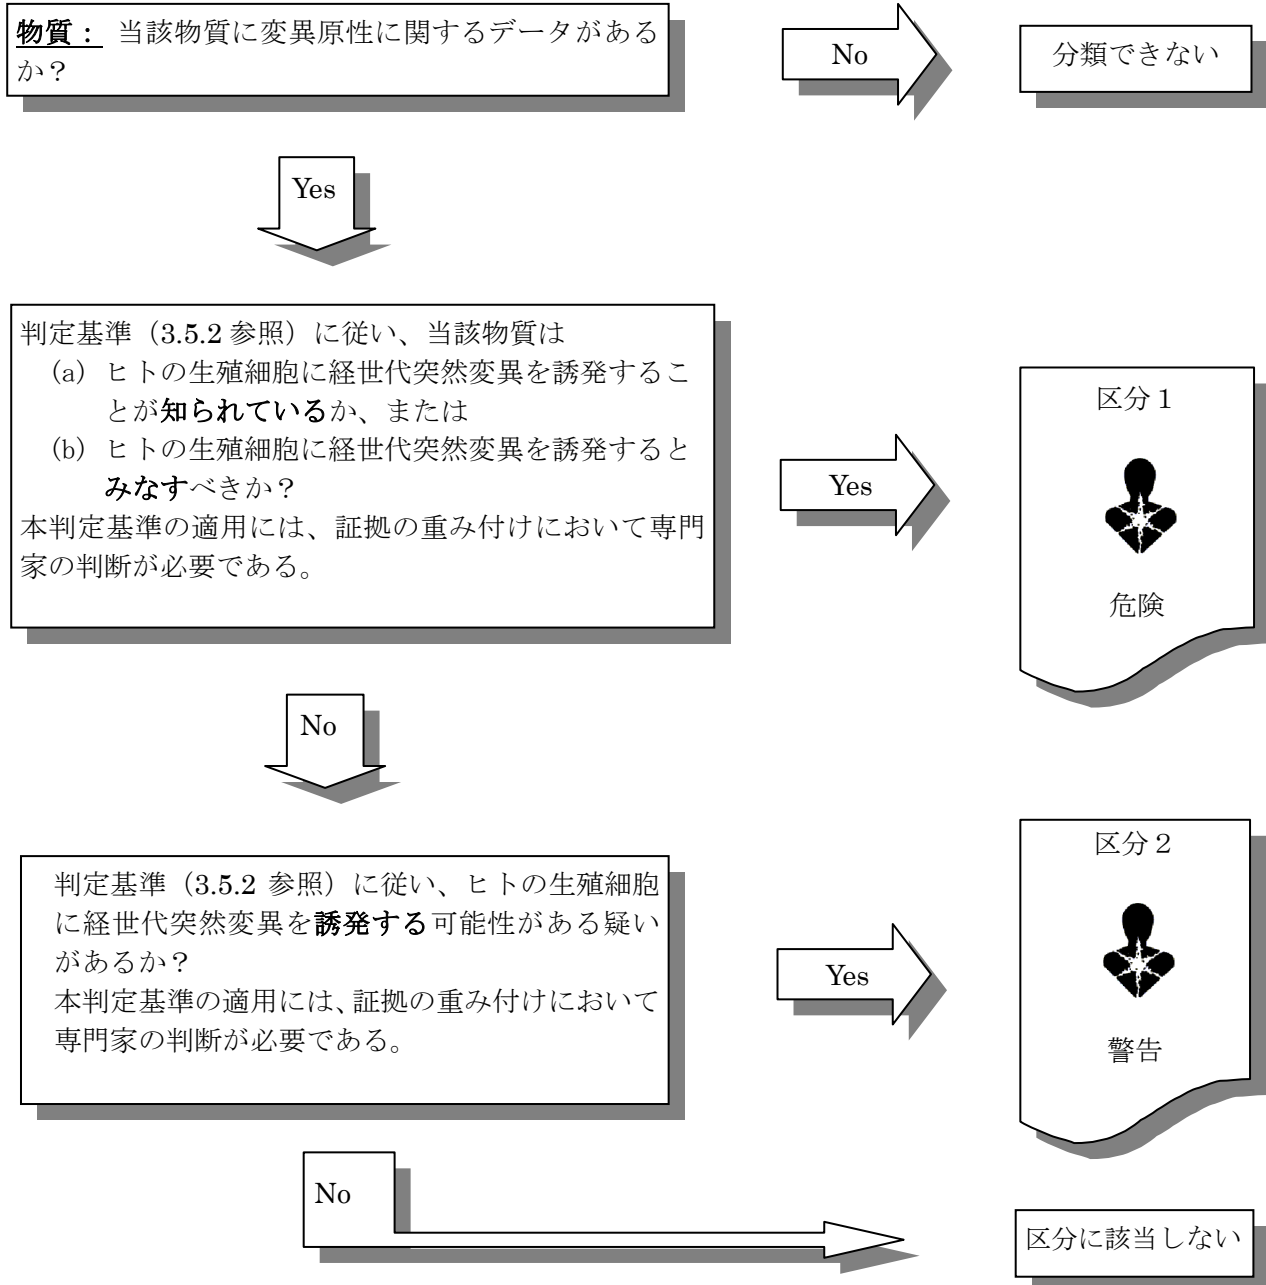 物質： 当該物質に変異原性に関するデータがある
か？
No
分類できない
Yes
判定基準（3.5.2 参照）に従い、当該物質は
(a) ヒトの生殖細胞に経世代突然変異を誘発するこ
とが知られているか、または
(b) ヒトの生殖細胞に経世代突然変異を誘発すると
みなすべきか？
本判定基準の適用には、証拠の重み付けにおいて専門
家の判断が必要である。
Yes
区分１
危険
No
判定基準（3.5.2 参照）に従い、ヒトの生殖細胞
に経世代突然変異を誘発する可能性がある疑い
があるか？
本判定基準の適用には、証拠の重み付けにおいて
専門家の判断が必要である。
Yes
区分２
警告
No
区分に該当しない